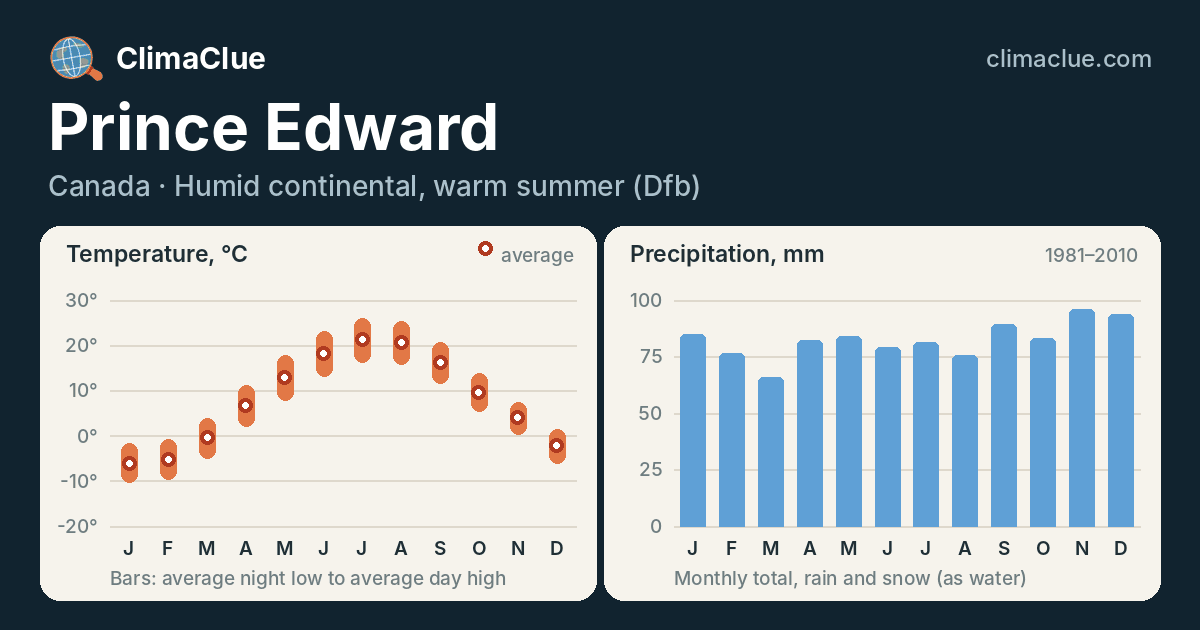 ClimaClue
climaclue.com
Prince Edward
Canada · Humid continental, warm summer (Dfb)
Temperature, °C
average
30°
20°
10°
0°
-10°
-20°
J F M A M J J A S O N D
Bars: average night low to average day high
Precipitation, mm
1981–2010
100
75
50
25
0
J F M A M J J A S O N D
Monthly total, rain and snow (as water)